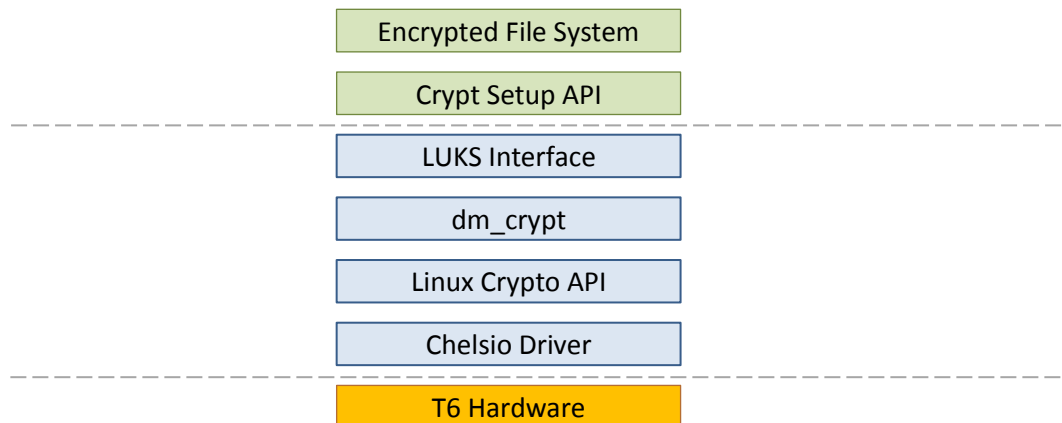 Encrypted File System
Crypt Setup API
LUKS Interface
dm_crypt
Linux Crypto API
Chelsio Driver
T6 Hardware